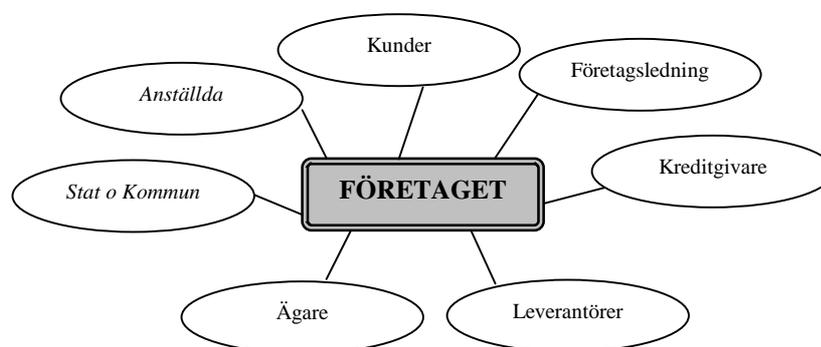 Kunder
Företagsledning
Anställda
Kreditgivare
FÖRETAGET
Stat o Kommun
Ägare
Leverantörer